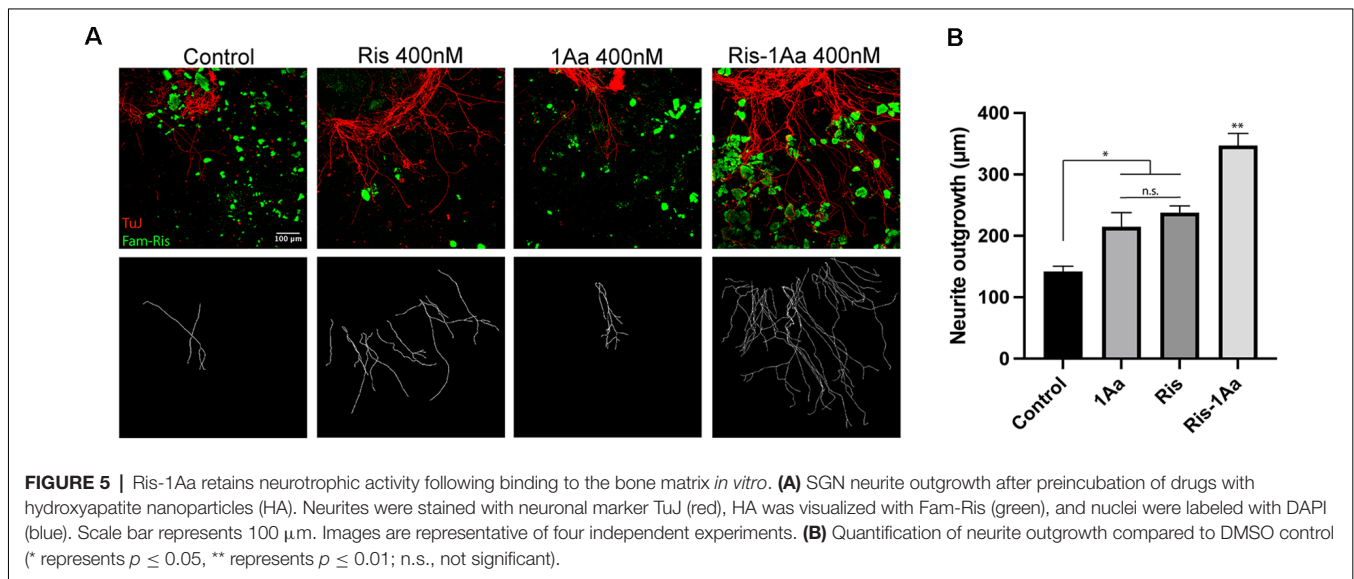 A
Control
Ris 400nM
1Aa 400nM
Ris-1Aa 400nM
TuJ
Fam-Ris
100 µm
B
Neurite outgrowth (µm)
400
300
200
100
0
*
n.s.
**
Control
1Aa
Ris
Ris-1Aa
FIGURE 5 | Ris-1Aa retains neurotrophic activity following binding to the bone matrix in vitro. (A) SGN neurite outgrowth after preincubation of drugs with
hydroxyapatite nanoparticles (HA). Neurites were stained with neuronal marker TuJ (red), HA was visualized with Fam-Ris (green), and nuclei were labeled with DAPI
(blue). Scale bar represents 100 µm. Images are representative of four independent experiments. (B) Quantification of neurite outgrowth compared to DMSO control
(* represents p ≤ 0.05, ** represents p ≤ 0.01; n.s., not significant).